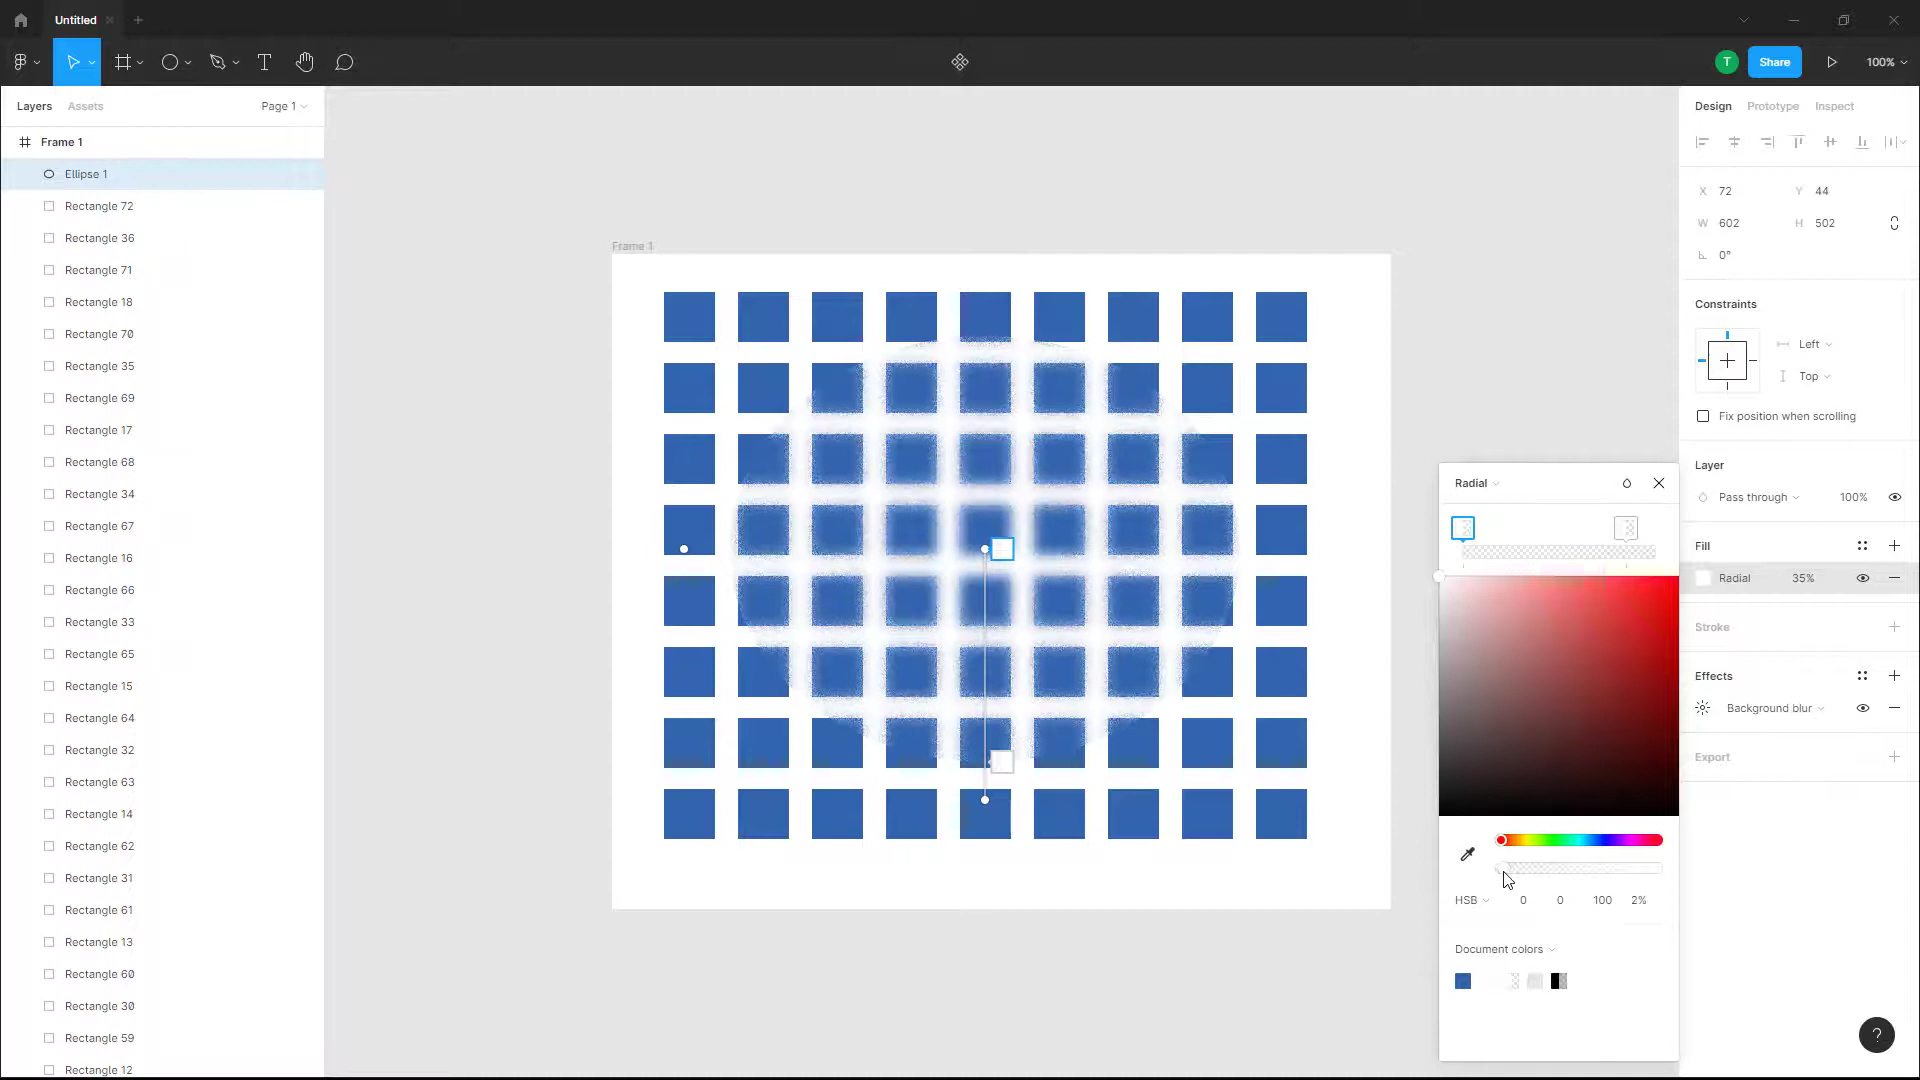 Untitled
Share
100%
Layers
Assets
Page 1
Design
Prototype
Inspect
Frame 1
Ellipse 1
Rectangle 72
Rectangle 36
Rectangle 71
Rectangle 18
Rectangle 70
Rectangle 35
Rectangle 69
Rectangle 17
Rectangle 68
Rectangle 34
Rectangle 67
Rectangle 16
Rectangle 66
Rectangle 33
Rectangle 65
Rectangle 15
Rectangle 64
Rectangle 32
Rectangle 63
Rectangle 14
Rectangle 62
Rectangle 31
Rectangle 61
Rectangle 13
Rectangle 60
Rectangle 30
Rectangle 59
Rectangle 12
Frame 1
Radial
HSB 0 0 100 2%
Document colors
T
X 72 Y 44
W 602 H 502
0°
Constraints
Left
Top
Fix position when scrolling
Layer
Pass through 100%
Fill
Radial 35%
Stroke
Effects
Background blur
Export
?